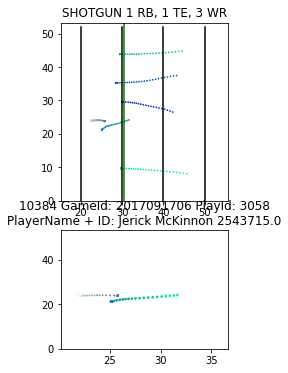 SHOTGUN 1 RB, 1 TE, 3 WR
50
40
30
20
10
0
20 30 40 50
10384 GameId: 2017091706 PlayId: 3058
PlayerName + ID: Jerick McKinnon 2543715.0
40
20
0
25 30 35